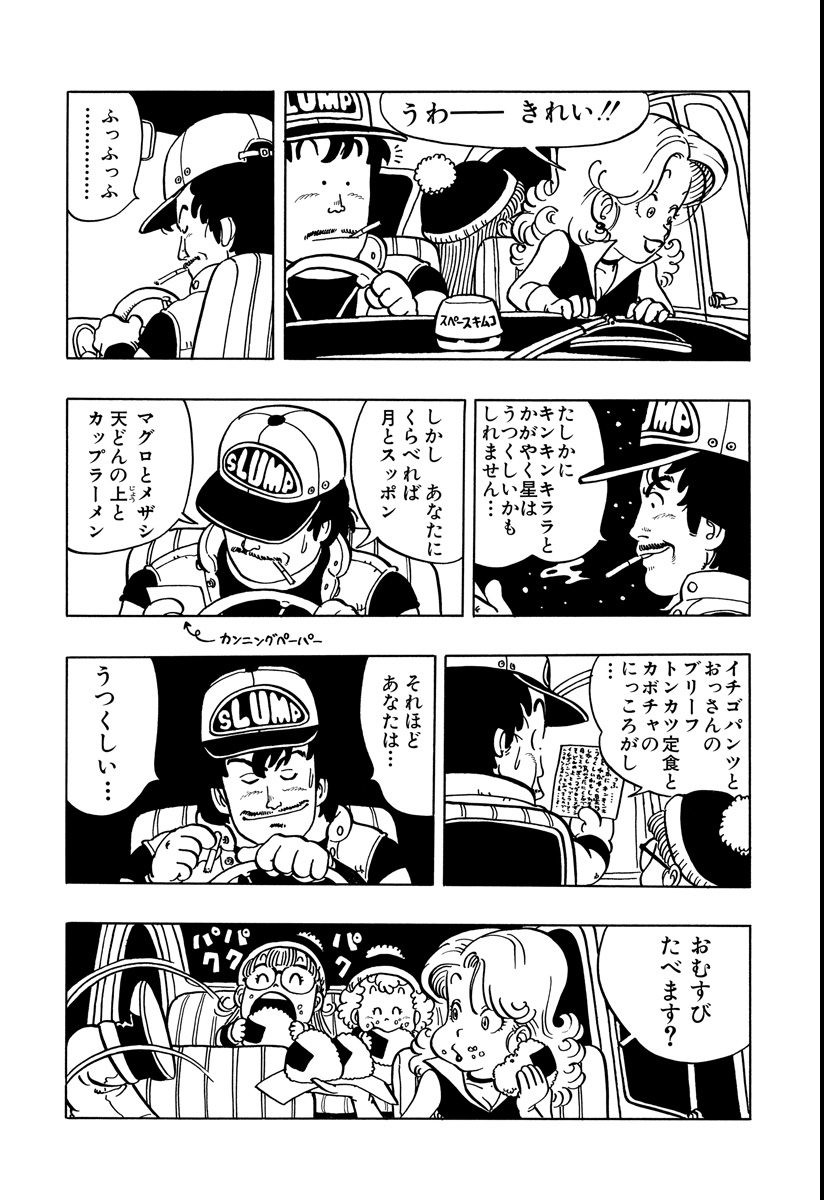 うわ── きれい!!
SLUMP
スペースキムコ
ふっふっふ
…………
たしかに
キンキンキララと
かがやく星は
うつくしいかも
しれません…
SLUMP
しかし あなたに
くらべれば
月とスッポン
SLUMP
マグロとメザシ
天どんの上と
じょう
カップラーメン
カンニングペーパー
イチゴパンツと
おっさんの
ブリーフ
トンカツ定食と
カボチャの
にっころがし
…
それほど
あなたは…
SLUMP
うつくしい…
おむすび
たべます?
パクパク
パク